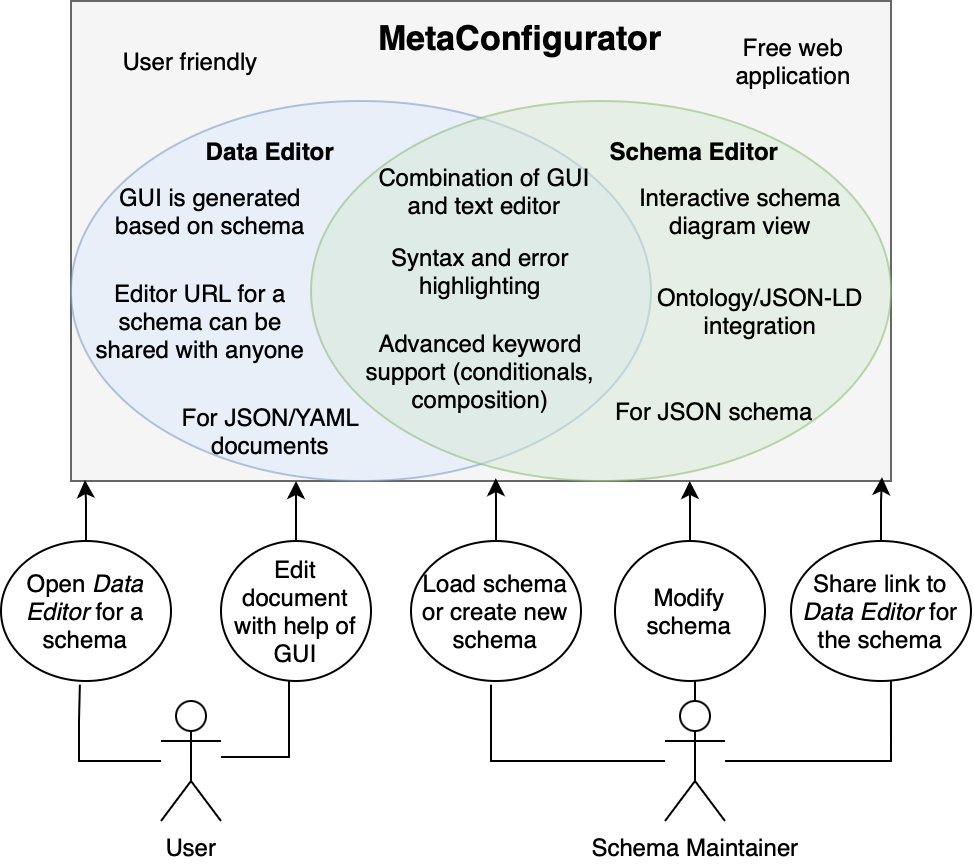 MetaConfigurator
User friendly
Free web
application
Data Editor
GUI is generated
based on schema
Editor URL for a
schema can be
shared with anyone
For JSON/YAML
documents
Combination of GUI
and text editor
Syntax and error
highlighting
Advanced keyword
support (conditionals,
composition)
Schema Editor
Interactive schema
diagram view
Ontology/JSON-LD
integration
For JSON schema
Open Data
Editor for a
schema
Edit
document
with help of
GUI
Load schema
or create new
schema
Modify
schema
Share link to
Data Editor for
the schema
User
Schema Maintainer